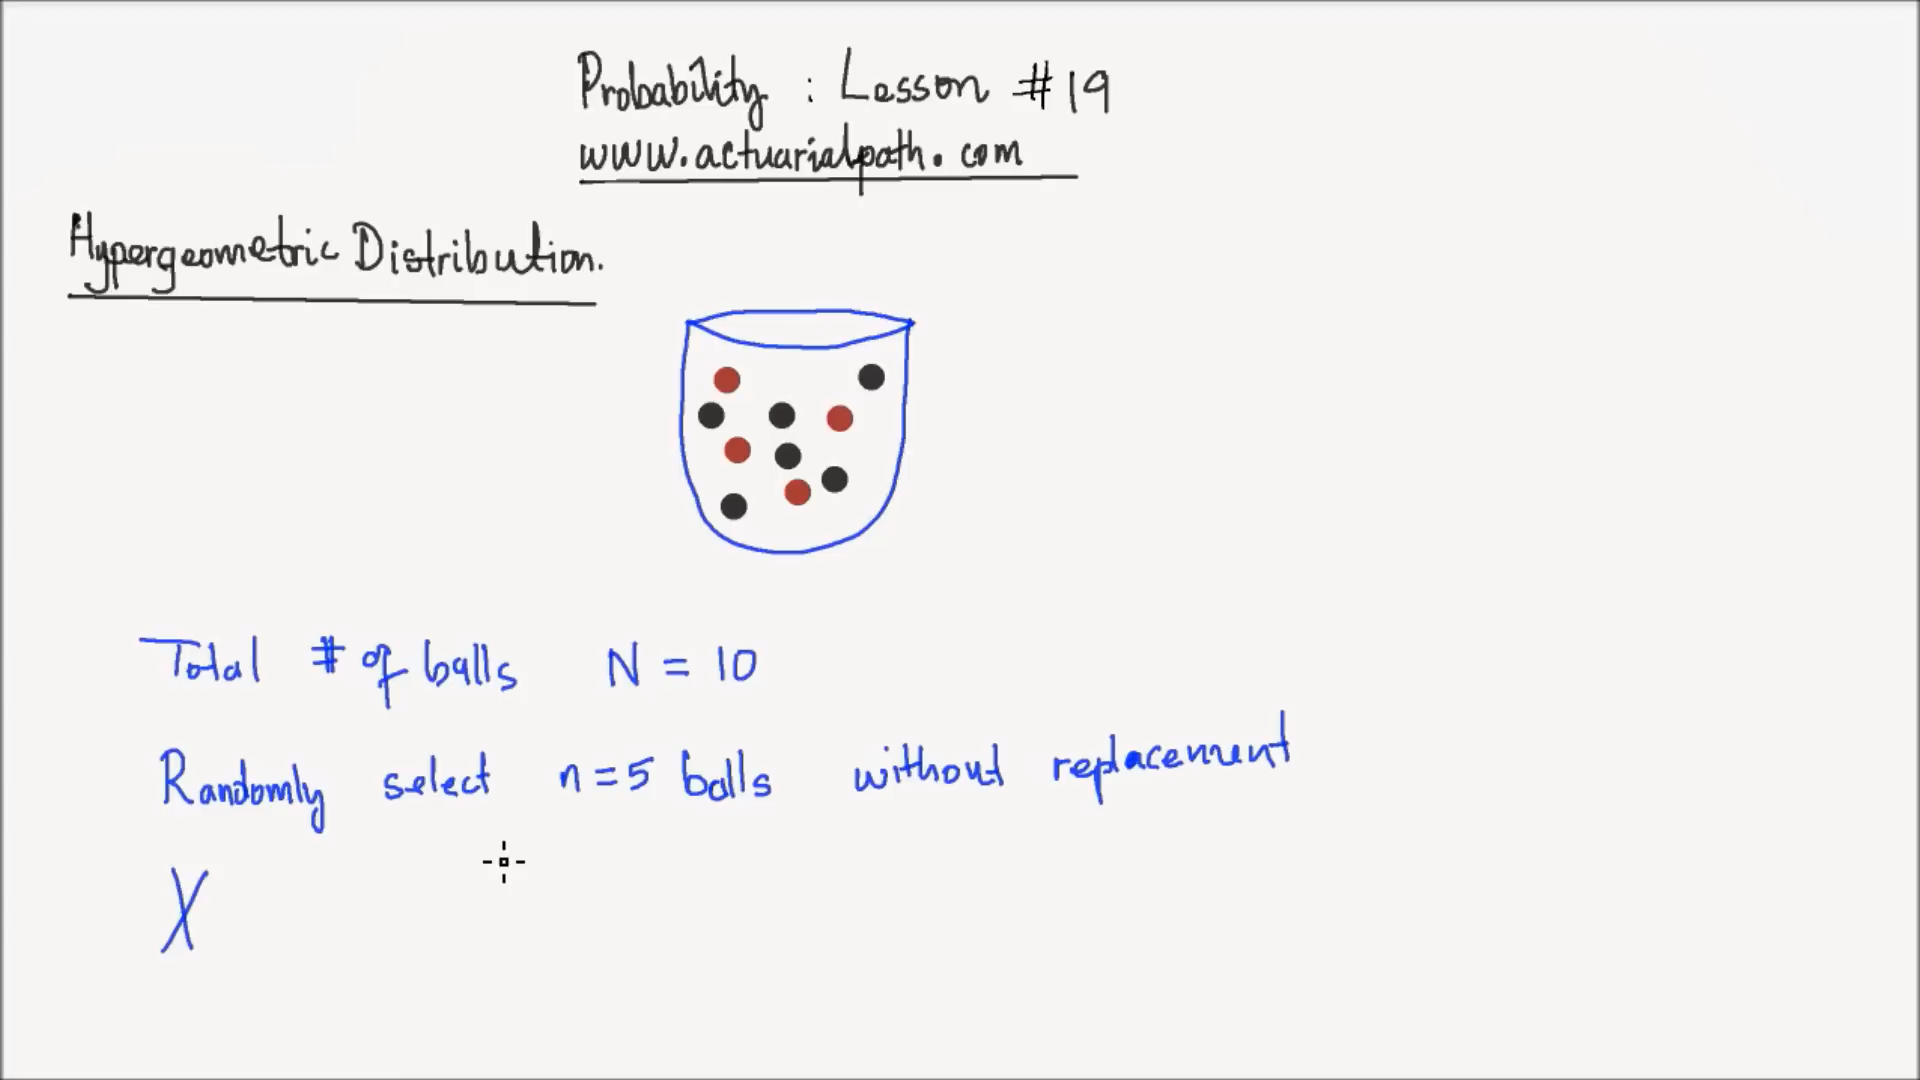 Probability : Lesson #19
www.actuarialpath.com
Hypergeometric Distribution.
Total # of balls N = 10
Randomly select n=5 balls without replacement
X